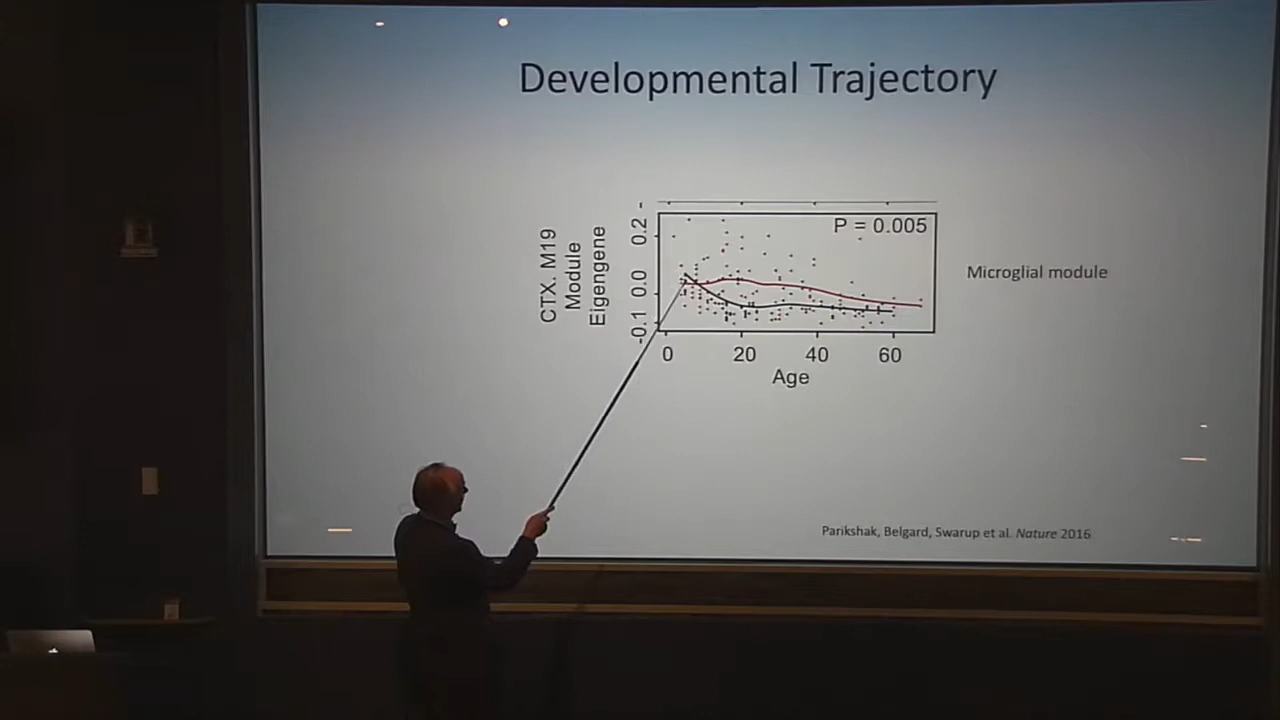 Developmental Trajectory
CTX. M19
Module
Eigengene
0.2
0.0
-0.1
P = 0.005
0
20
40
60
Age
Microglial module
Parikshak, Belgard, Swarup et al. Nature 2016